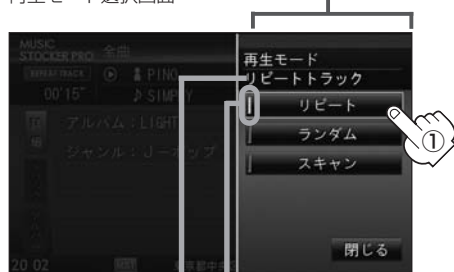 再生モード選択画面
MUSIC
STOCKER PRO 全曲
再生モード
REPEAT TRACK PINO
リピートトラック
00'15" SIMPLY
リピート
①
アルバム:LIGHT
ランダム
16
ジャンル:J-ポップ
スキャン
閉じる
20 02